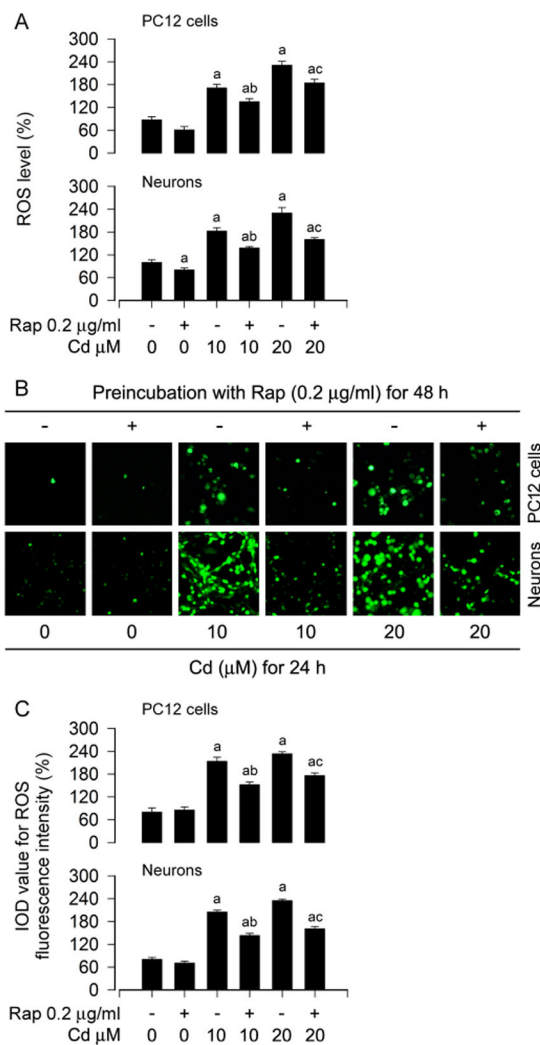 A
PC12 cells
300
240
180
120
60
0
a
ab
a
ac
Neurons
300
240
180
120
60
0
a
a
ab
a
ac
ROS level (%)
Rap 0.2 μg/ml - + - + - +
Cd μM 0 0 10 10 20 20
B
Preincubation with Rap (0.2 μg/ml) for 48 h
- + - + - +
PC12 cells
Neurons
0 0 10 10 20 20
Cd (μM) for 24 h
C
PC12 cells
300
240
180
120
60
0
a
ab
a
ac
Neurons
300
240
180
120
60
0
a
ab
a
ac
IOD value for ROS
fluorescence intensity (%)
Rap 0.2 μg/ml - + - + - +
Cd μM 0 0 10 10 20 20